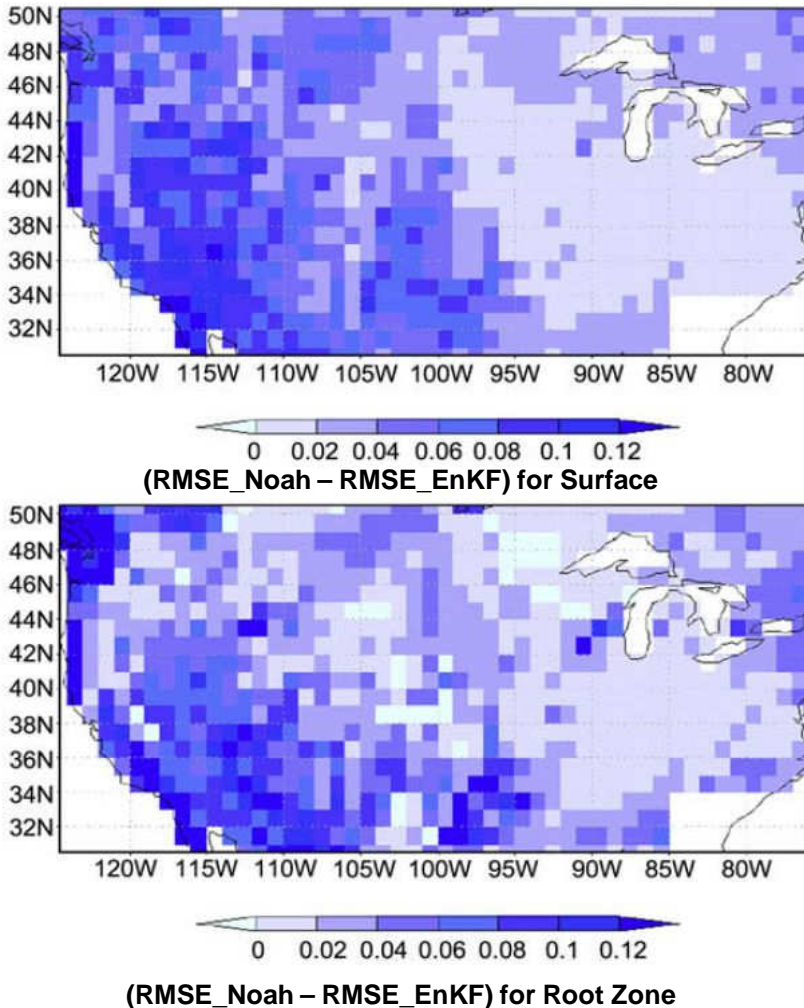 50N
48N
46N
44N
42N
40N
38N
36N
34N
32N
120W 115W 110W 105W 100W 95W 90W 85W 80W
0 0.02 0.04 0.06 0.08 0.1 0.12
(RMSE_Noah – RMSE_EnKF) for Surface
50N
48N
46N
44N
42N
40N
38N
36N
34N
32N
120W 115W 110W 105W 100W 95W 90W 85W 80W
0 0.02 0.04 0.06 0.08 0.1 0.12
(RMSE_Noah – RMSE_EnKF) for Root Zone